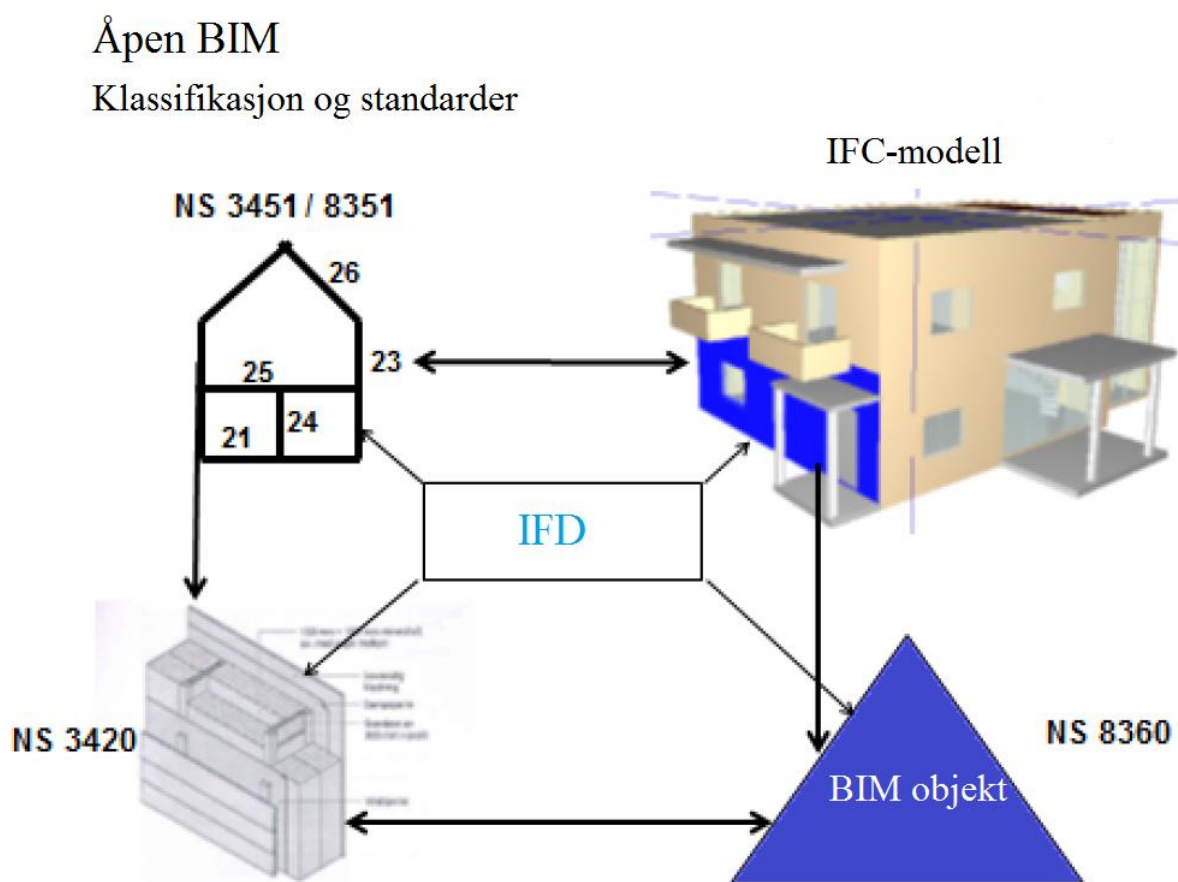 Åpen BIM
Klassifikasjon og standarder
IFC-modell
NS 3451 / 8351
26
23
25
24
21
IFD
NS 3420
NS 8360
BIM objekt